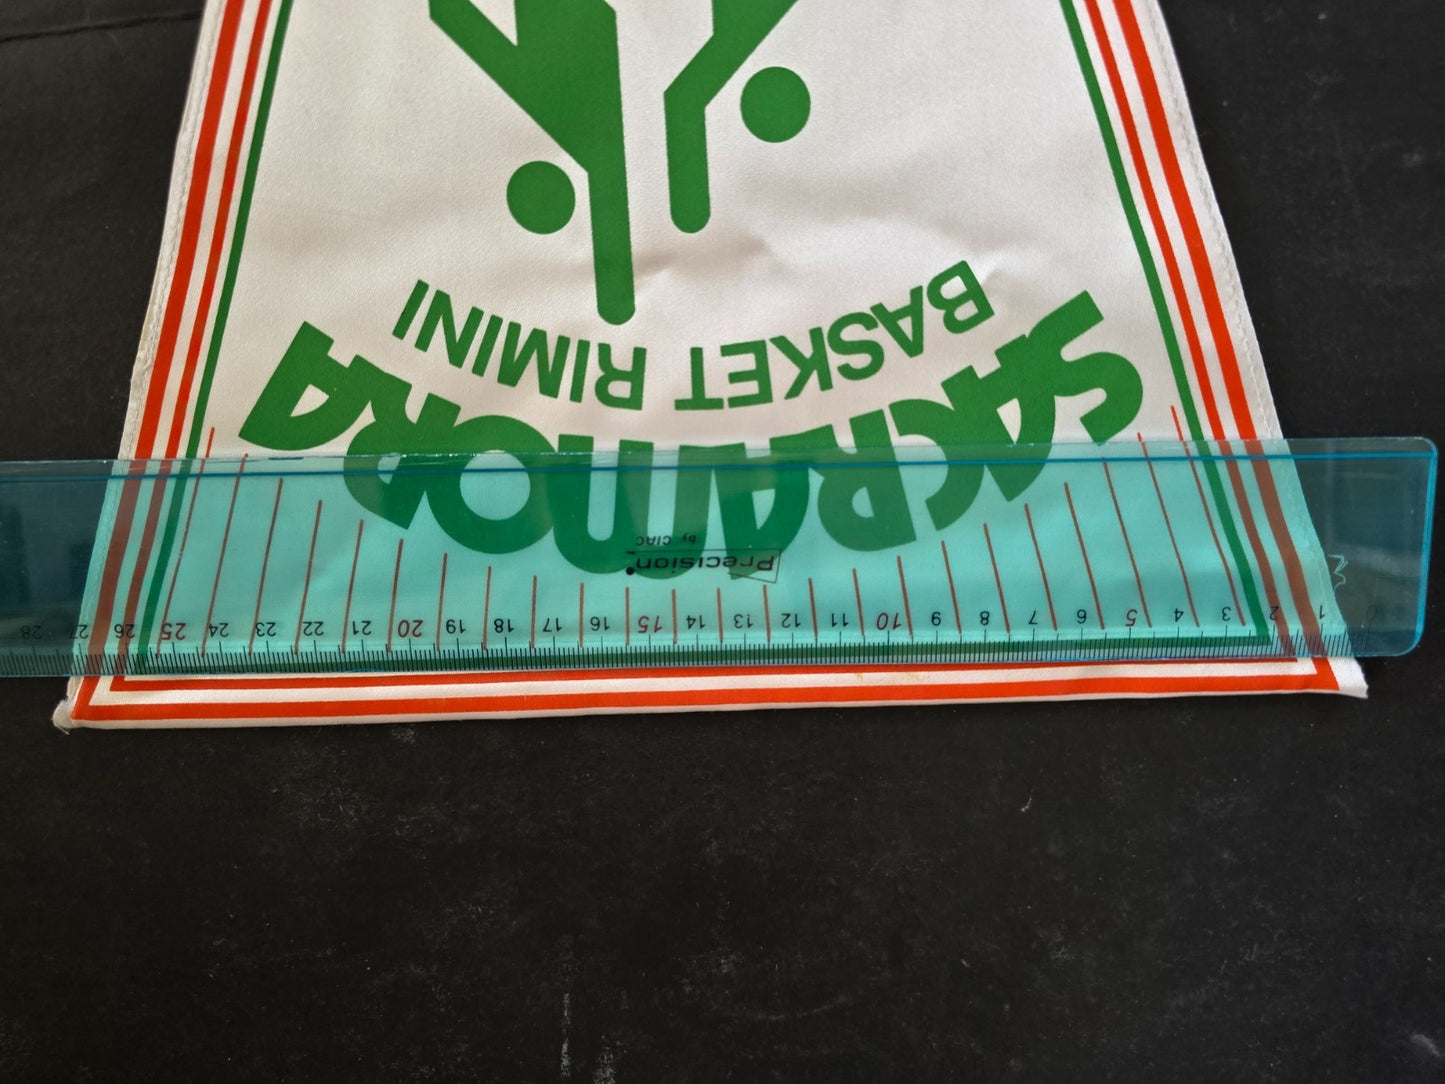 SACRAMORA
BASKET RIMINI
Precision
by CIAC
0 1 2 3 4 5 6 7 8 9 10 11 12 13 14 15 16 17 18 19 20 21 22 23 24 25 26 27 28